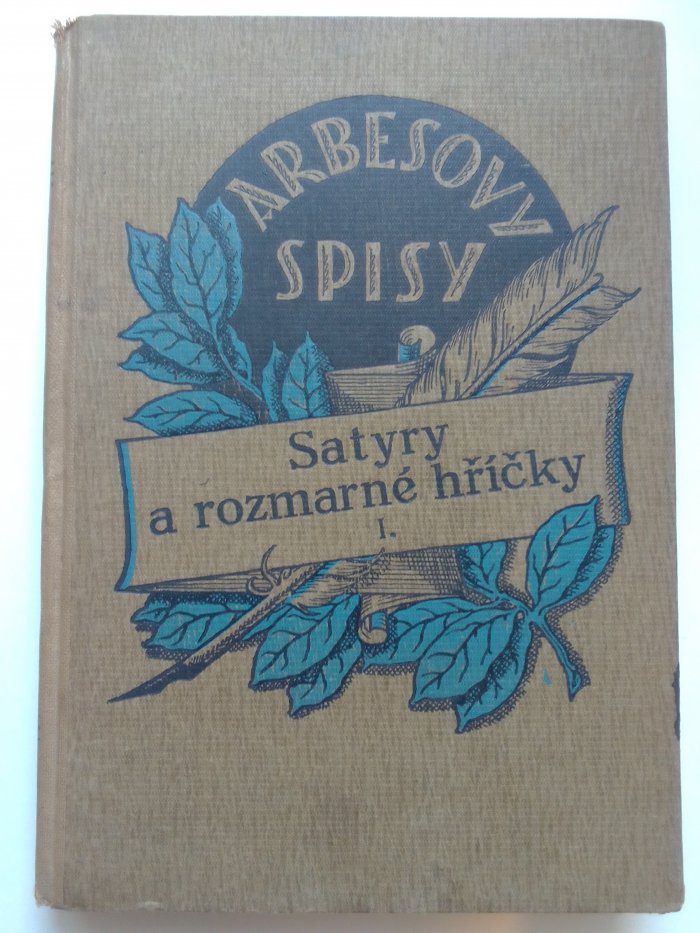 ARBESOVY
SPISY
Satyry
a rozmarné hříčky
I.